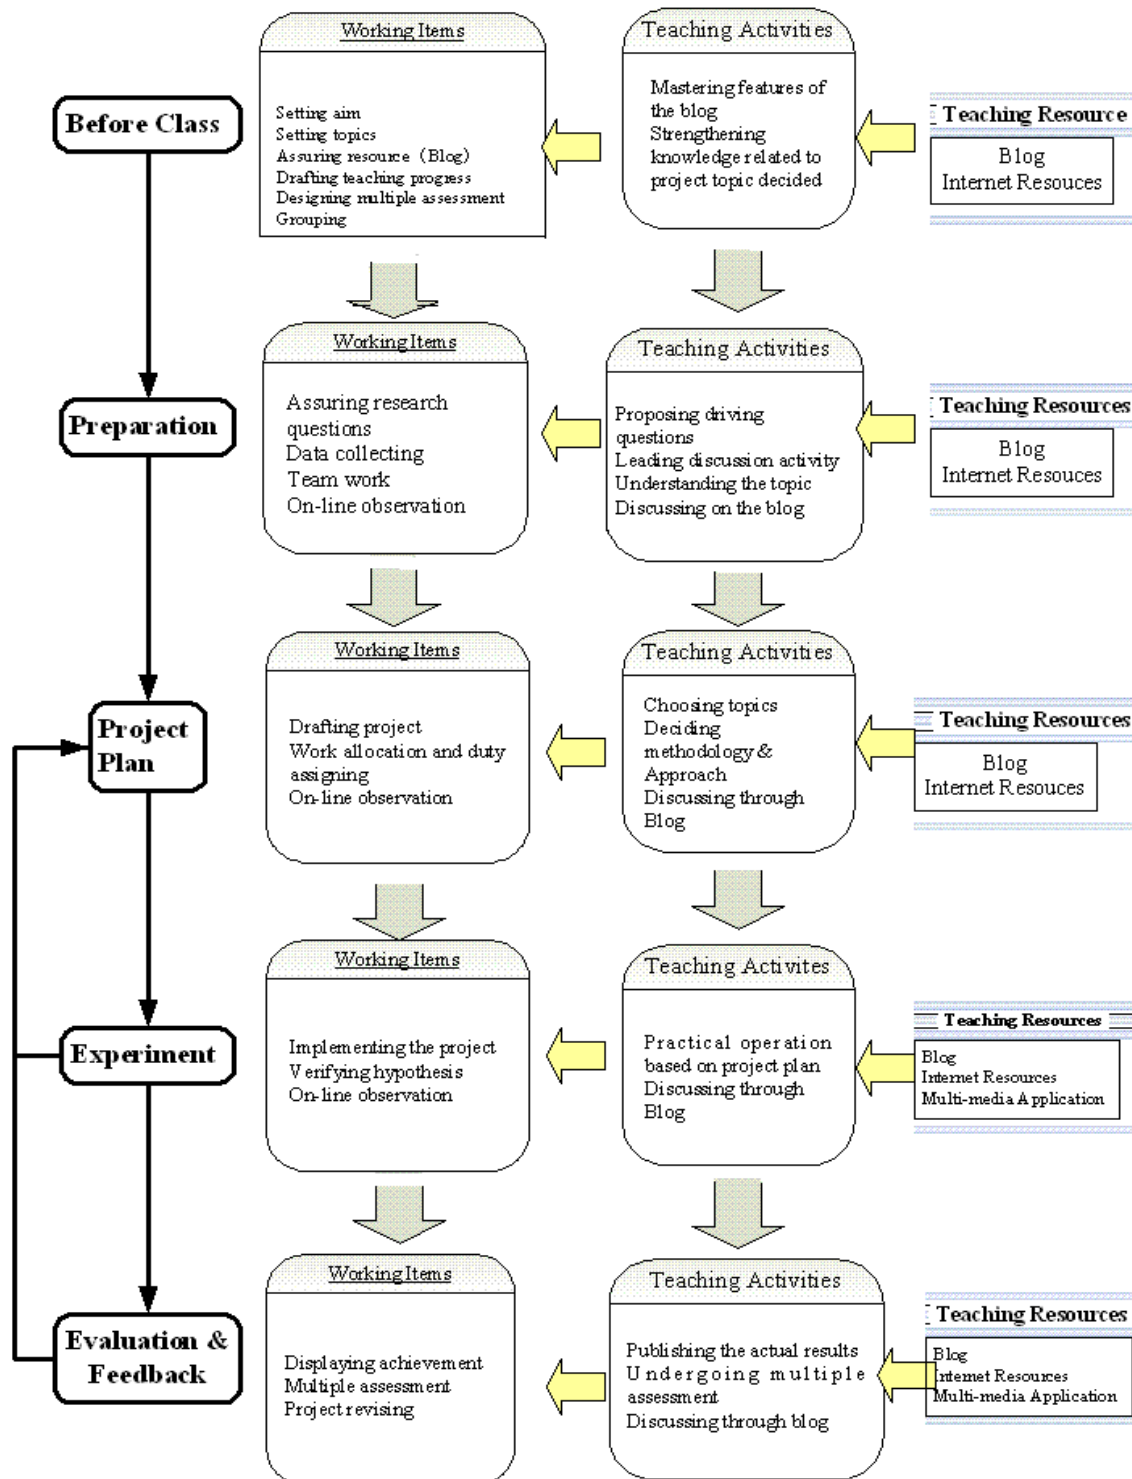 Before Class
Working Items
Setting aim
Setting topics
Assuring resource (Blog)
Drafting teaching progress
Designing multiple assessment
Grouping
Teaching Activities
Mastering features of
the blog
Strengthening
knowledge related to
project topic decided
Teaching Resource
Blog
Internet Resouces
Preparation
Working Items
Assuring research
questions
Data collecting
Team work
On-line observation
Teaching Activities
Proposing driving
questions
Leading discussion activity
Understanding the topic
Discussing on the blog
Teaching Resources
Blog
Internet Resouces
Project
Plan
Working Items
Drafting project
Work allocation and duty
assigning
On-line observation
Teaching Activities
Choosing topics
Deciding
methodology &
Approach
Discussing through
Blog
Teaching Resources
Blog
Internet Resouces
Experiment
Working Items
Implementing the project
Verifying hypothesis
On-line observation
Teaching Activites
Practical operation
based on project plan
Discussing through
Blog
Teaching Resources
Blog
Internet Resources
Multi-media Application
Evaluation &
Feedback
Working Items
Displaying achievement
Multiple assessment
Project revising
Teaching Activities
Publishing the actual results
Undergoing multiple
assessment
Discussing through blog
Teaching Resources
Blog
Internet Resources
Multi-media Application